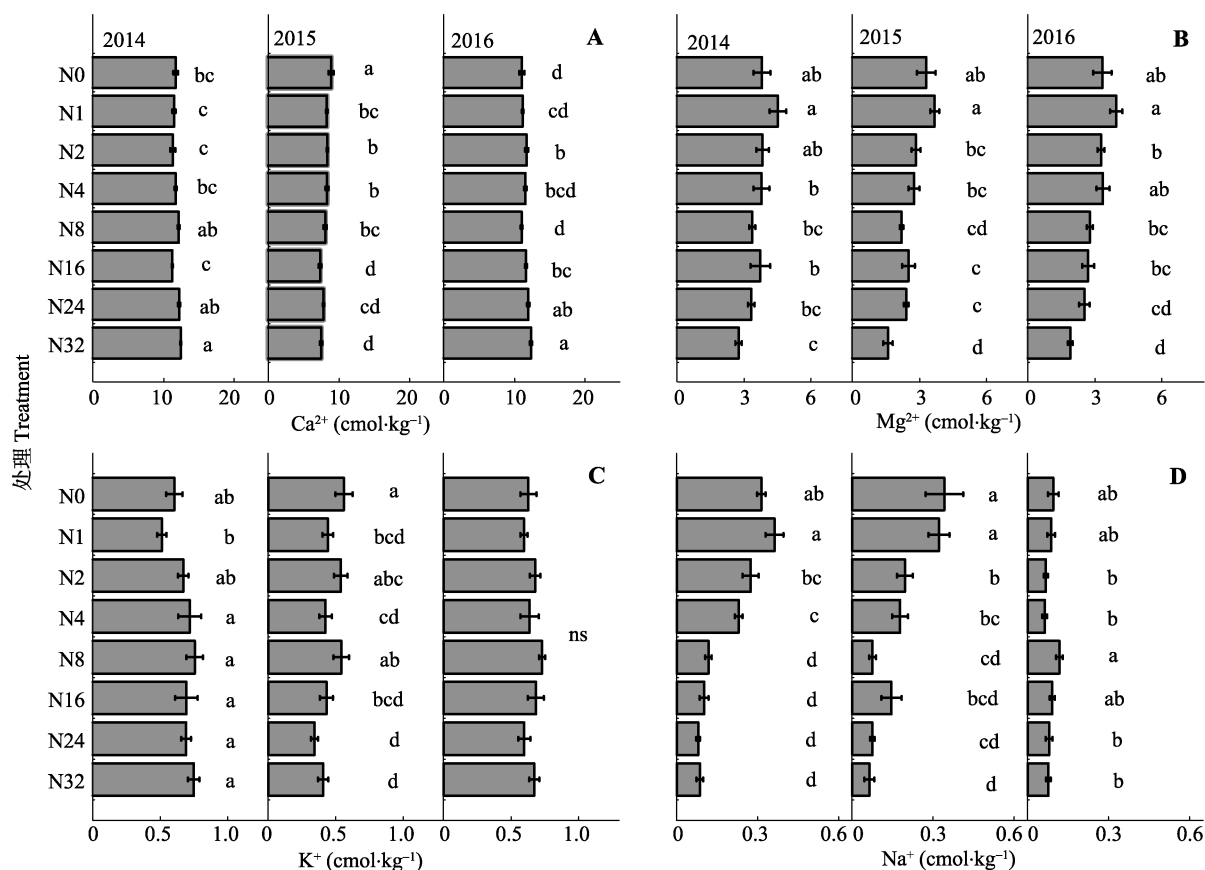 2014 2015 2016 A
N0 bc a d
N1 c bc cd
N2 c b b
N4 bc b bcd
N8 ab bc d
N16 c d bc
N24 ab cd ab
N32 a d a
0 10 20 0 10 20 0 10 20
Ca²⁺ (cmol·kg⁻¹)
2014 2015 2016 B
ab ab ab
a a a
ab bc b
b bc ab
bc cd bc
b c bc
bc c cd
c d d
0 3 6 0 3 6 0 3 6
Mg²⁺ (cmol·kg⁻¹)
处理 Treatment
C
N0 ab a
N1 b bcd
N2 ab abc
N4 a cd
ns
N8 a ab
N16 a bcd
N24 a d
N32 a d
0 0.5 1.0 0 0.5 1.0 0 0.5 1.0
K⁺ (cmol·kg⁻¹)
D
ab a ab
a a ab
bc b b
c bc b
d cd a
d bcd ab
d cd b
d d b
0 0.3 0.6 0 0.3 0.6 0 0.3 0.6
Na⁺ (cmol·kg⁻¹)